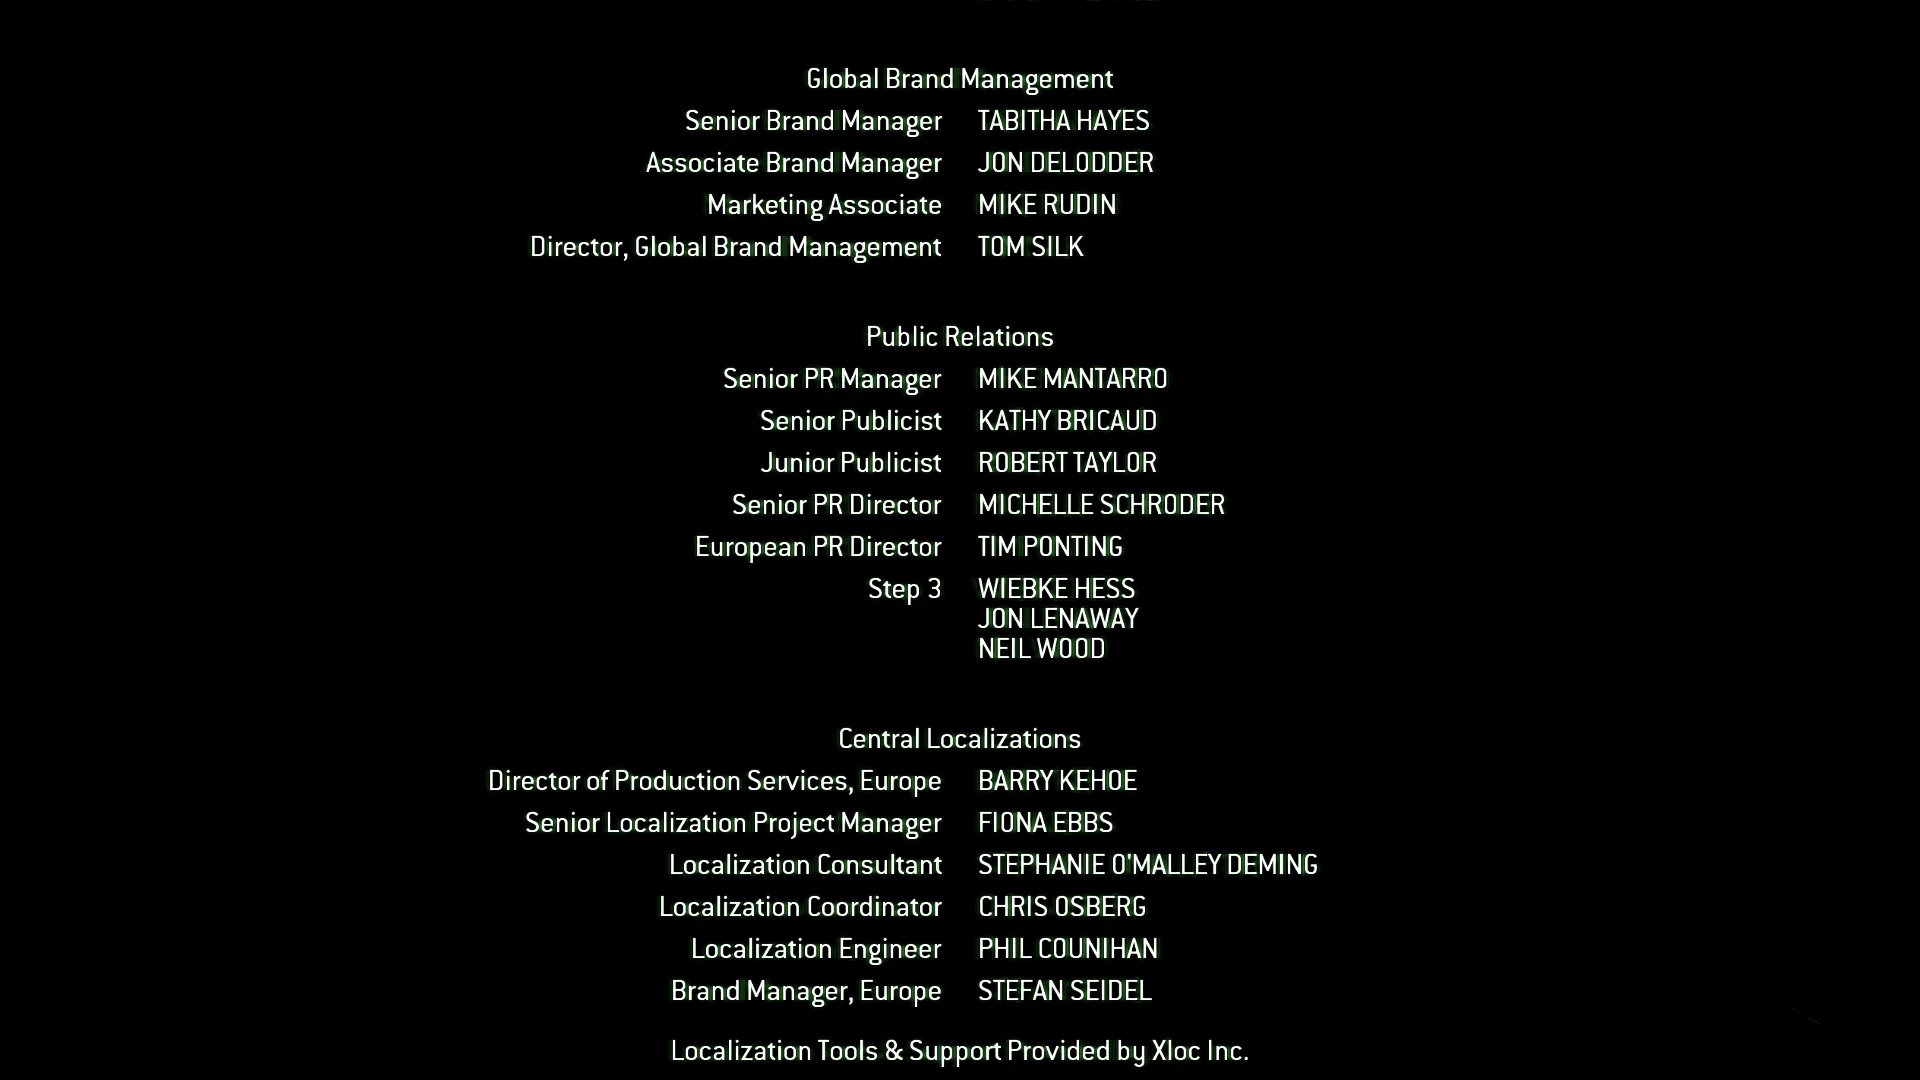 Global Brand Management
Senior Brand Manager TABITHA HAYES
Associate Brand Manager JON DELODDER
Marketing Associate MIKE RUDIN
Director, Global Brand Management TOM SILK
Public Relations
Senior PR Manager MIKE MANTARRO
Senior Publicist KATHY BRICAUD
Junior Publicist ROBERT TAYLOR
Senior PR Director MICHELLE SCHRODER
European PR Director TIM PONTING
Step 3 WIEBKE HESS
JON LENAWAY
NEIL WOOD
Central Localizations
Director of Production Services, Europe BARRY KEHOE
Senior Localization Project Manager FIONA EBBS
Localization Consultant STEPHANIE O'MALLEY DEMING
Localization Coordinator CHRIS OSBERG
Localization Engineer PHIL COUNIHAN
Brand Manager, Europe STEFAN SEIDEL
Localization Tools & Support Provided by Xloc Inc.